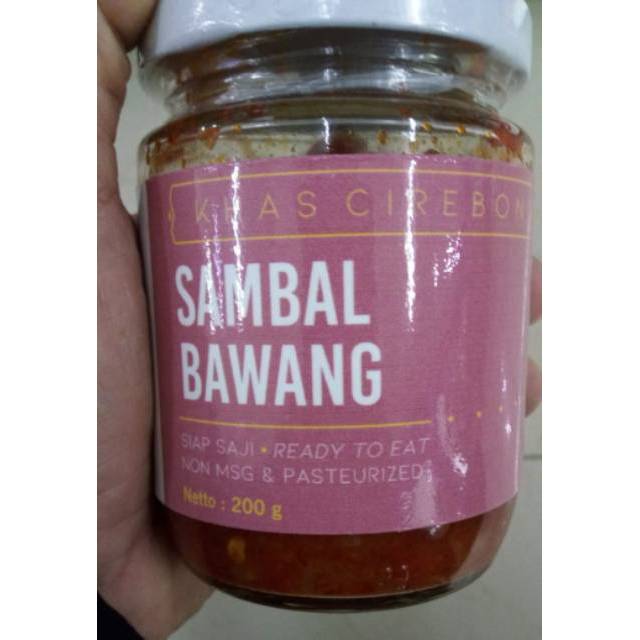 KHAS CIREBON
SAMBAL
BAWANG
SIAP SAJI • READY TO EAT
NON MSG & PASTEURIZED
Netto : 200 g